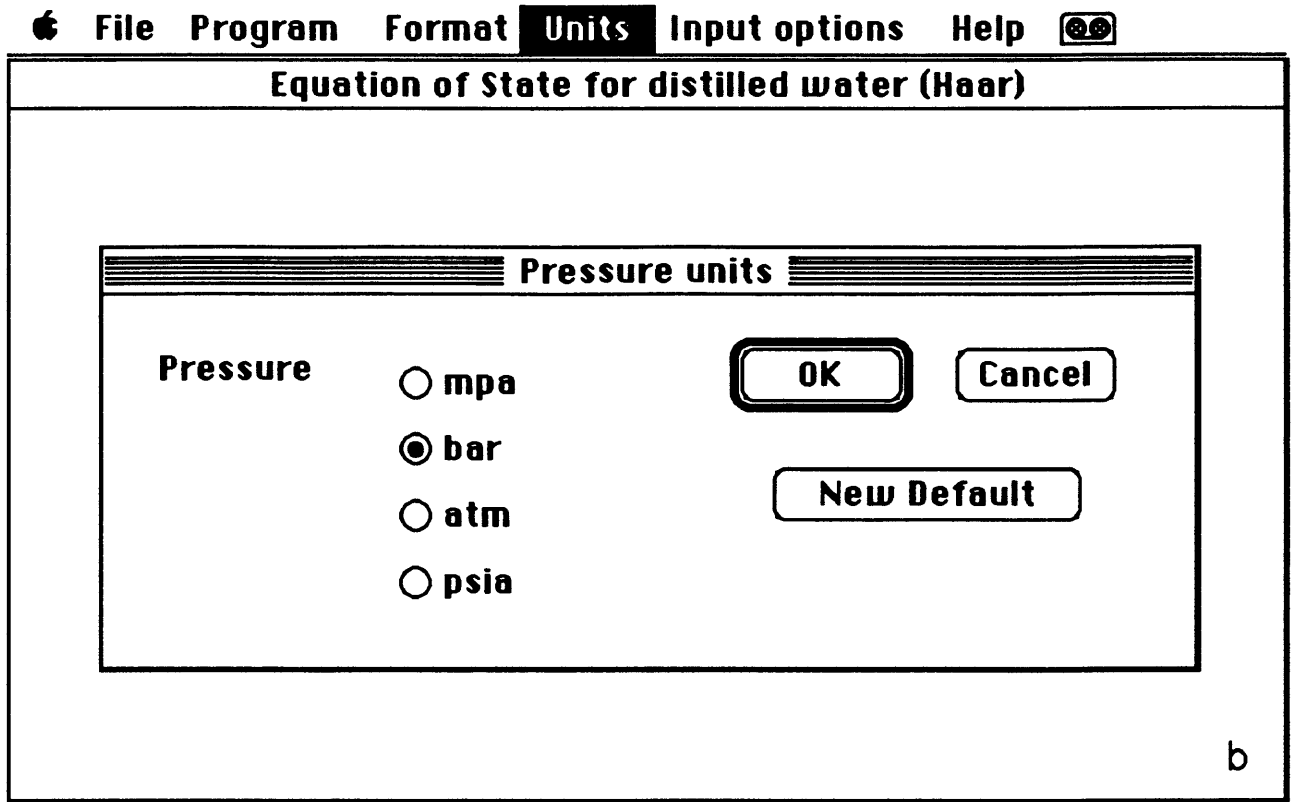 File Program Format Units Input options Help
Equation of State for distilled water (Haar)
Pressure units
Pressure
mpa
bar
atm
psia
OK Cancel
New Default
b